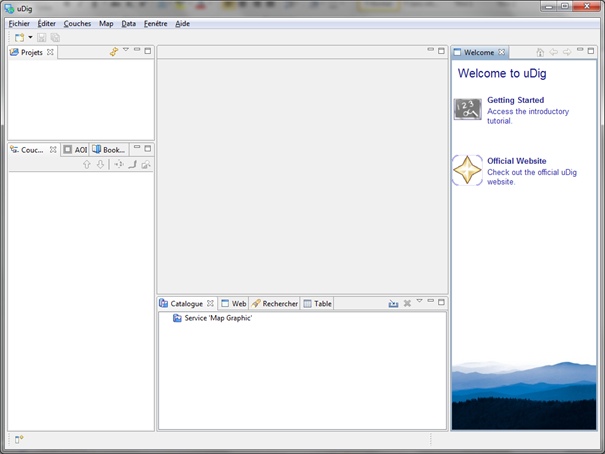 uDig
Fichier Éditer Couches Map Data Fenêtre Aide
Projets
Welcome
Welcome to uDig
Getting Started
Access the introductory
tutorial.
Couc... AOI Book...
Official Website
Check out the official uDig
website.
Catalogue Web Rechercher Table
Service 'Map Graphic'